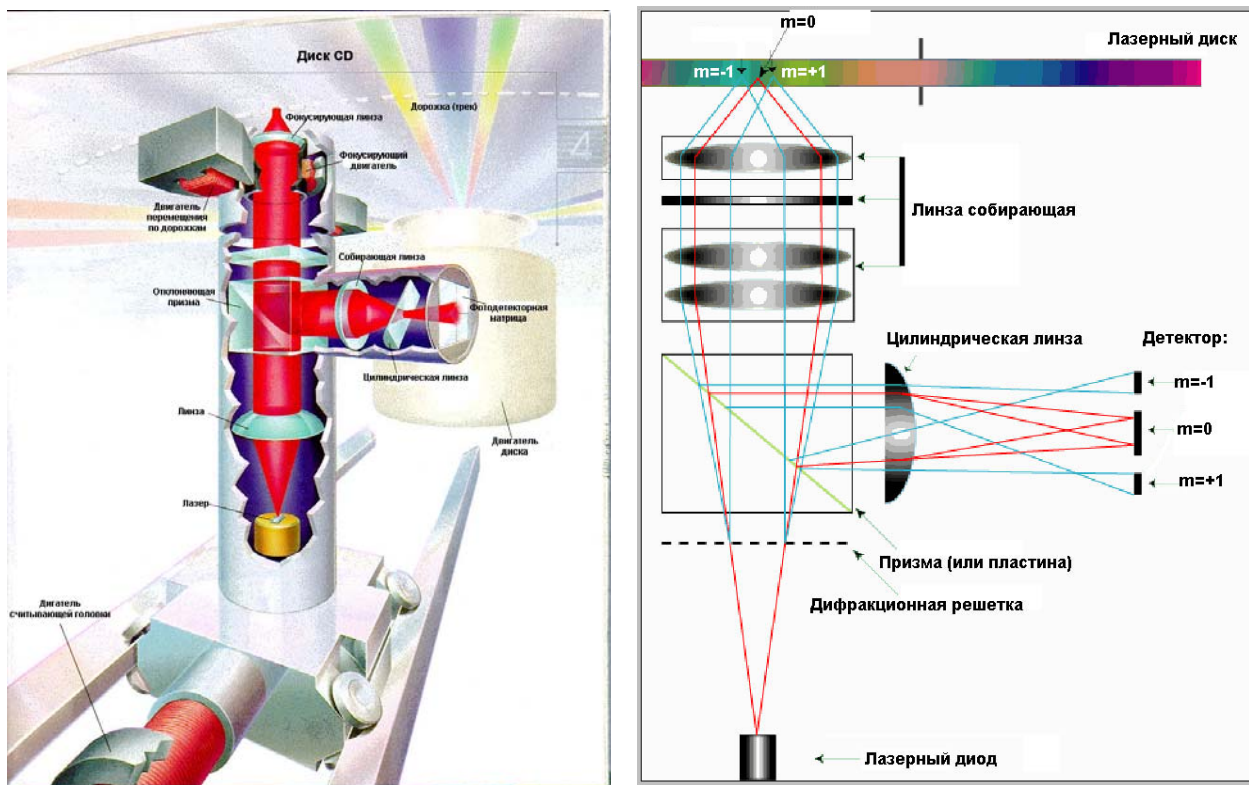 Диск CD
Дорожка (трек)
Фокусирующая линза
4
Фокусирующий
двигатель
Двигатель
перемещения
по дорожкам
Собирающая линза
Отклоняющая
призма
Фотодетекторная
матрица
Цилиндрическая линза
Линза
Двигатель
диска
Лазер
Дигатель
считывающей головки
m=0
Лазерный диск
m=-1
m=+1
Линза собирающая
Цилиндрическая линза
Детектор:
m=-1
m=0
m=+1
Призма (или пластина)
Дифракционная решетка
Лазерный диод